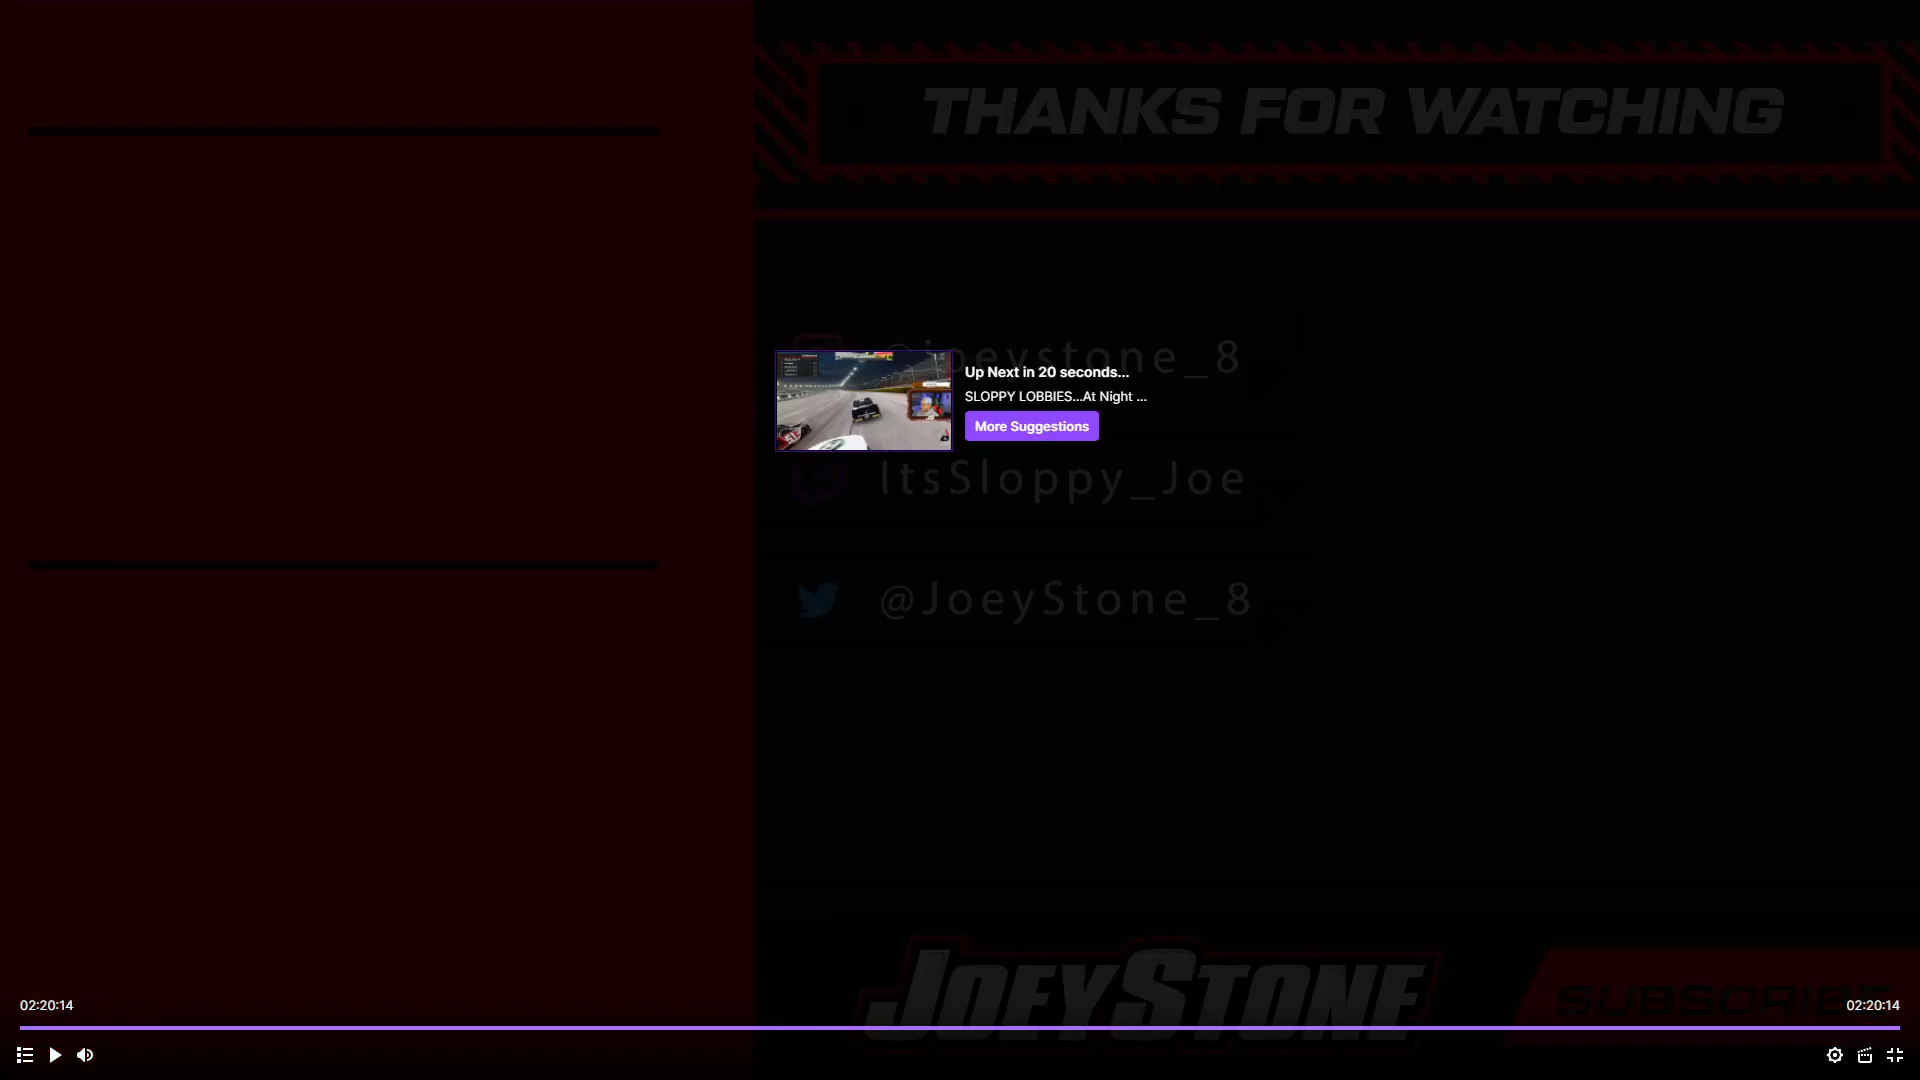 THANKS FOR WATCHING
@joeystone_8
Up Next in 20 seconds...
SLOPPY LOBBIES...At Night ...
More Suggestions
ItsSloppy_Joe
@JoeyStone_8
JOEYSTONE
SUBSCRIBE
02:20:14
02:20:14